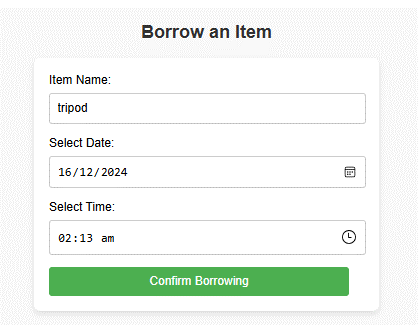 Borrow an Item
Item Name:
tripod
Select Date:
16/12/2024
Select Time:
02:13 am
Confirm Borrowing